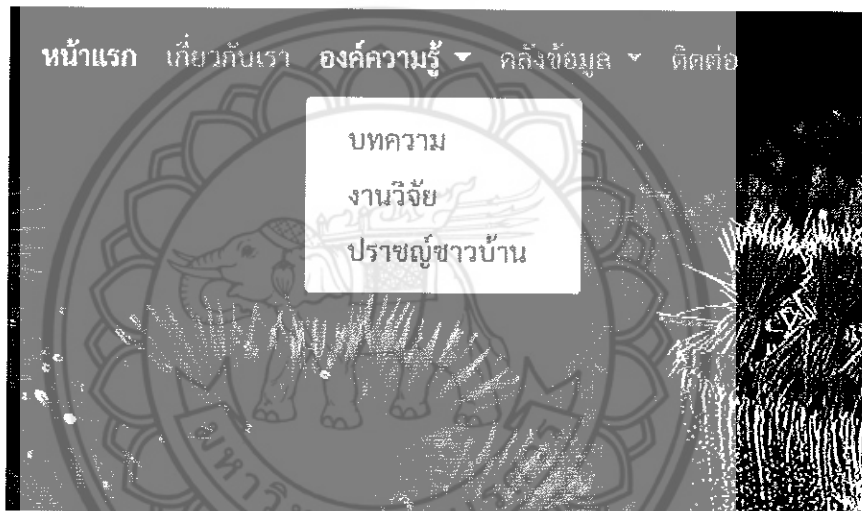 หน้าแรก เกี่ยวกับเรา องค์ความรู้ คลังข้อมูล ติดต่อ
บทความ
งานวิจัย
ปราชญ์ชาวบ้าน